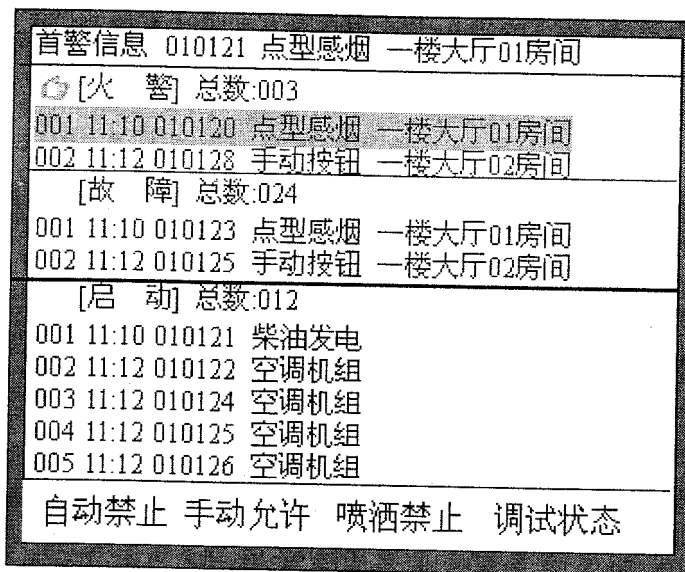 首警信息 010121 点型感烟 一楼大厅01房间
[火 警] 总数:003
001 11:10 010120 点型感烟 一楼大厅01房间
002 11:12 010128 手动按钮 一楼大厅02房间
[故 障] 总数:024
001 11:10 010123 点型感烟 一楼大厅01房间
002 11:12 010125 手动按钮 一楼大厅02房间
[启 动] 总数:012
001 11:10 010121 柴油发电
002 11:12 010122 空调机组
003 11:12 010124 空调机组
004 11:12 010125 空调机组
005 11:12 010126 空调机组
自动禁止 手动允许 喷洒禁止 调试状态